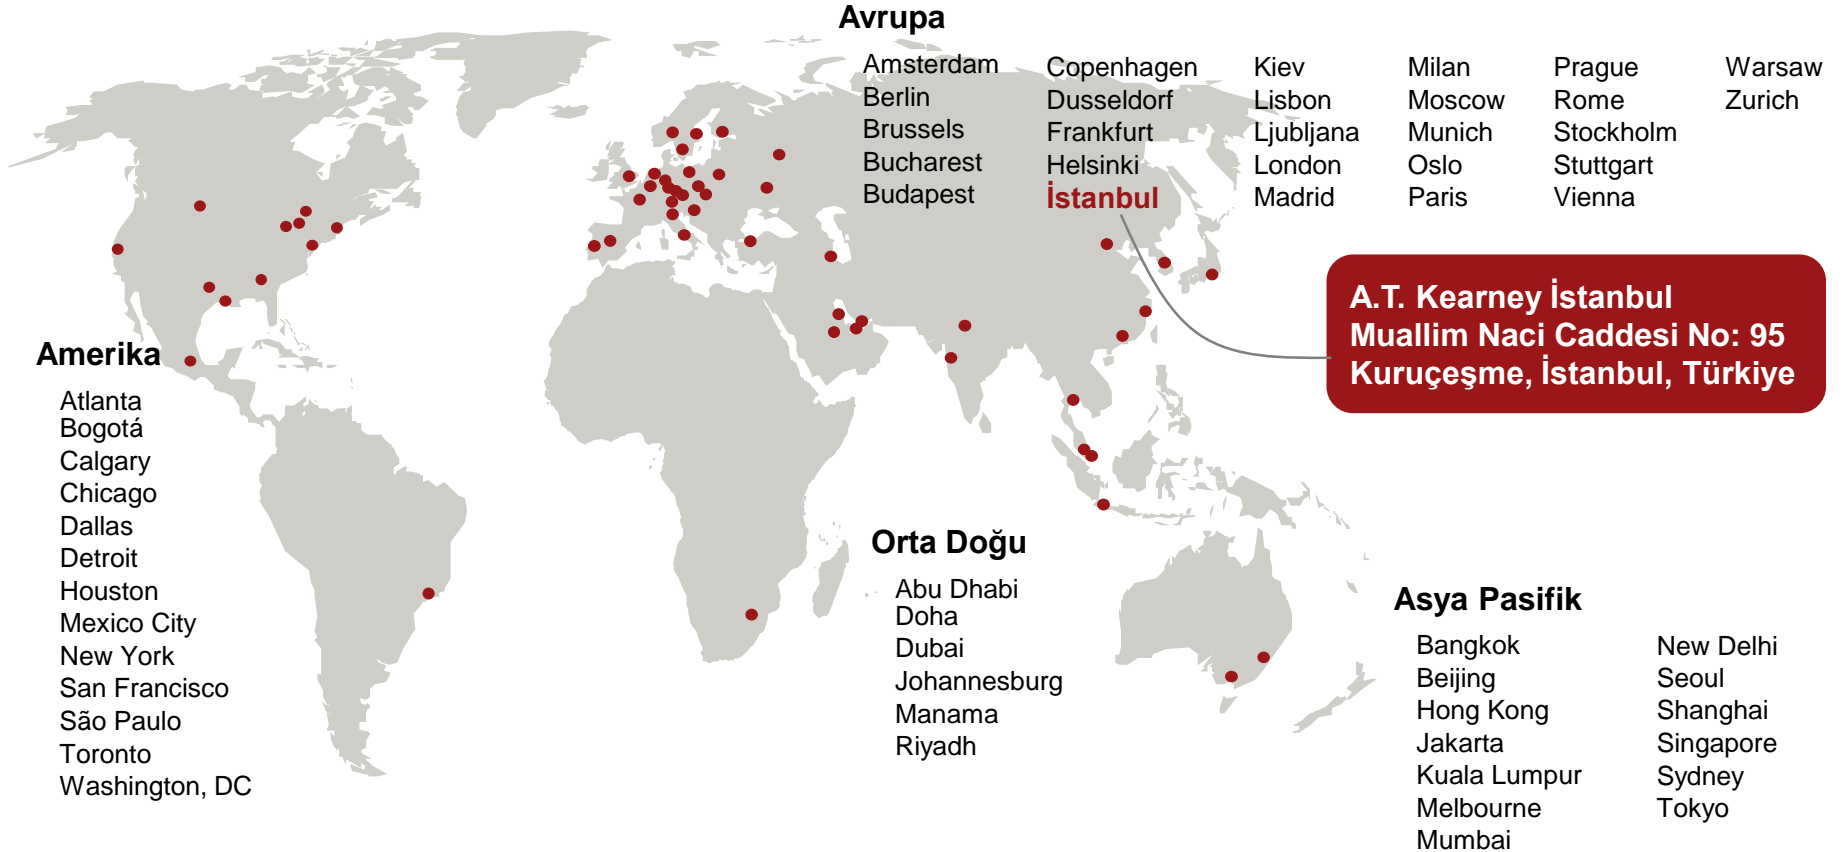 Avrupa
Amsterdam
Berlin
Brussels
Bucharest
Budapest
Copenhagen
Dusseldorf
Frankfurt
Helsinki
İstanbul
Kiev
Lisbon
Ljubljana
London
Madrid
Milan
Moscow
Munich
Oslo
Paris
Prague
Rome
Stockholm
Stuttgart
Vienna
Warsaw
Zurich
A.T. Kearney İstanbul
Muallim Naci Caddesi No: 95
Kuruçeşme, İstanbul, Türkiye
Amerika
Atlanta
Bogotá
Calgary
Chicago
Dallas
Detroit
Houston
Mexico City
New York
San Francisco
São Paulo
Toronto
Washington, DC
Orta Doğu
Abu Dhabi
Doha
Dubai
Johannesburg
Manama
Riyadh
Asya Pasifik
Bangkok
Beijing
Hong Kong
Jakarta
Kuala Lumpur
Melbourne
Mumbai
New Delhi
Seoul
Shanghai
Singapore
Sydney
Tokyo